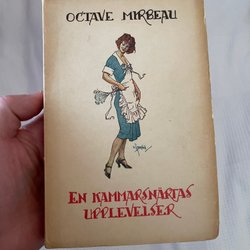 OCTAVE MIRBEAU
EN KAMMARSNÄRTAS
UPPLEVELSER